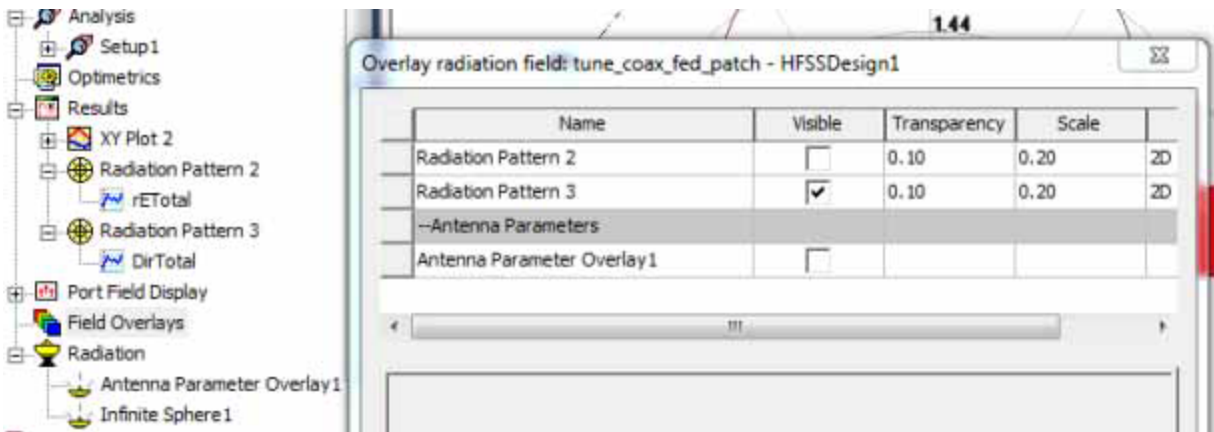 Analysis
Setup1
Optimetrics
Results
XY Plot 2
Radiation Pattern 2
rETotal
Radiation Pattern 3
DirTotal
Port Field Display
Field Overlays
Radiation
Antenna Parameter Overlay1
Infinite Sphere1
1.44
Overlay radiation field: tune_coax_fed_patch - HFSSDesign1
Name Visible Transparency Scale
Radiation Pattern 2 0.10 0.20 2D
Radiation Pattern 3 0.10 0.20 2D
--Antenna Parameters
Antenna Parameter Overlay1